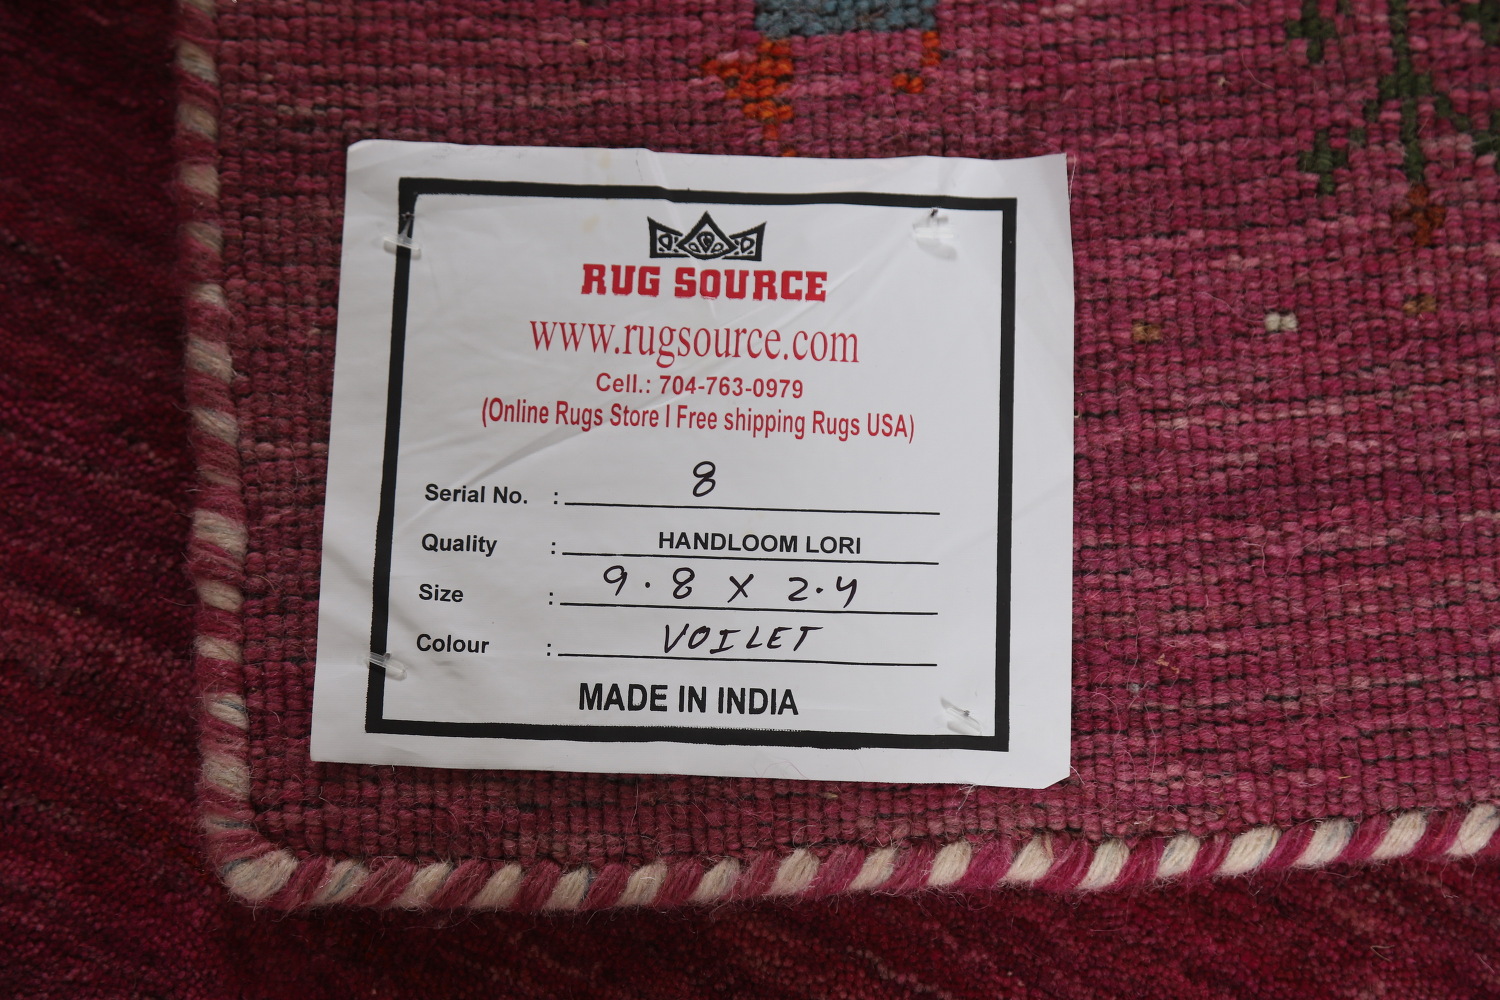 RUG SOURCE
www.rugsource.com
Cell.: 704-763-0979
(Online Rugs Store I Free shipping Rugs USA)
Serial No. : 8
Quality : HANDLOOM LORI
Size : 9.8 X 2.4
Colour : VOILET
MADE IN INDIA